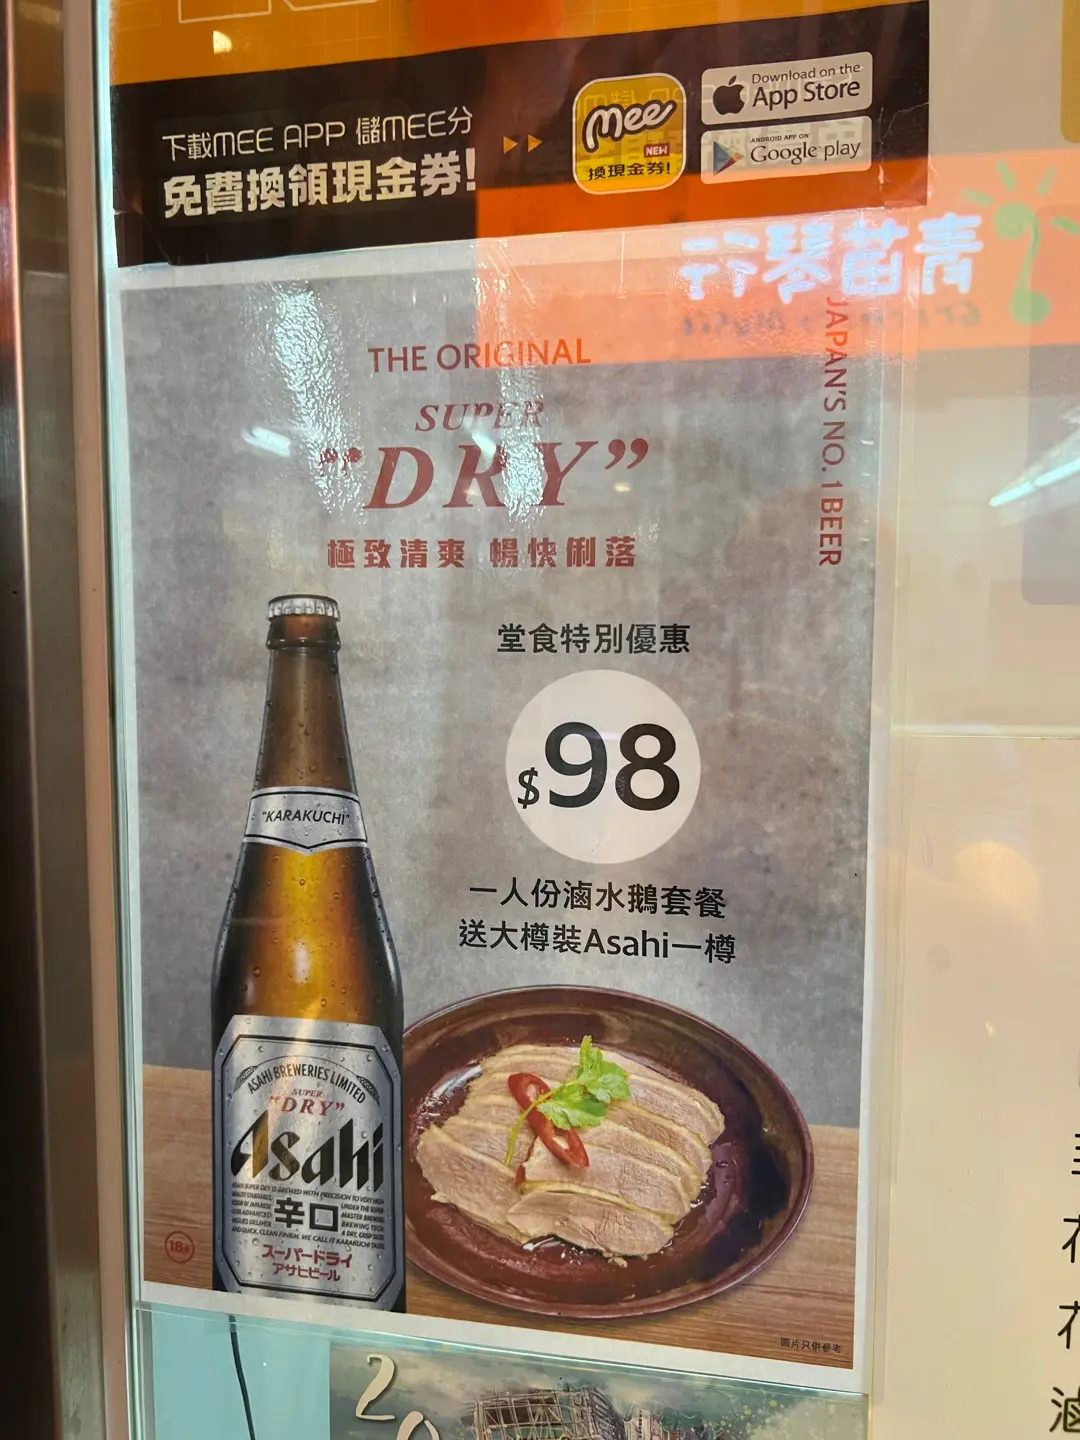 下載MEE APP 儲MEE分
免費換領現金券!
Mee
NEW
換現金券!
Download on the
App Store
ANDROID APP ON
Google play
青苗琴行
THE ORIGINAL
SUPER
"DRY"
極致清爽 暢快俐落
JAPAN'S NO. 1 BEER
堂食特別優惠
$98
一人份滷水鵝套餐
送大樽裝Asahi一樽
"KARAKUCHI"
ASAHI BREWERIES LIMITED
SUPER
"DRY"
Asahi
辛口
スーパードライ
アサヒビール
18+
圖片只供參考
20